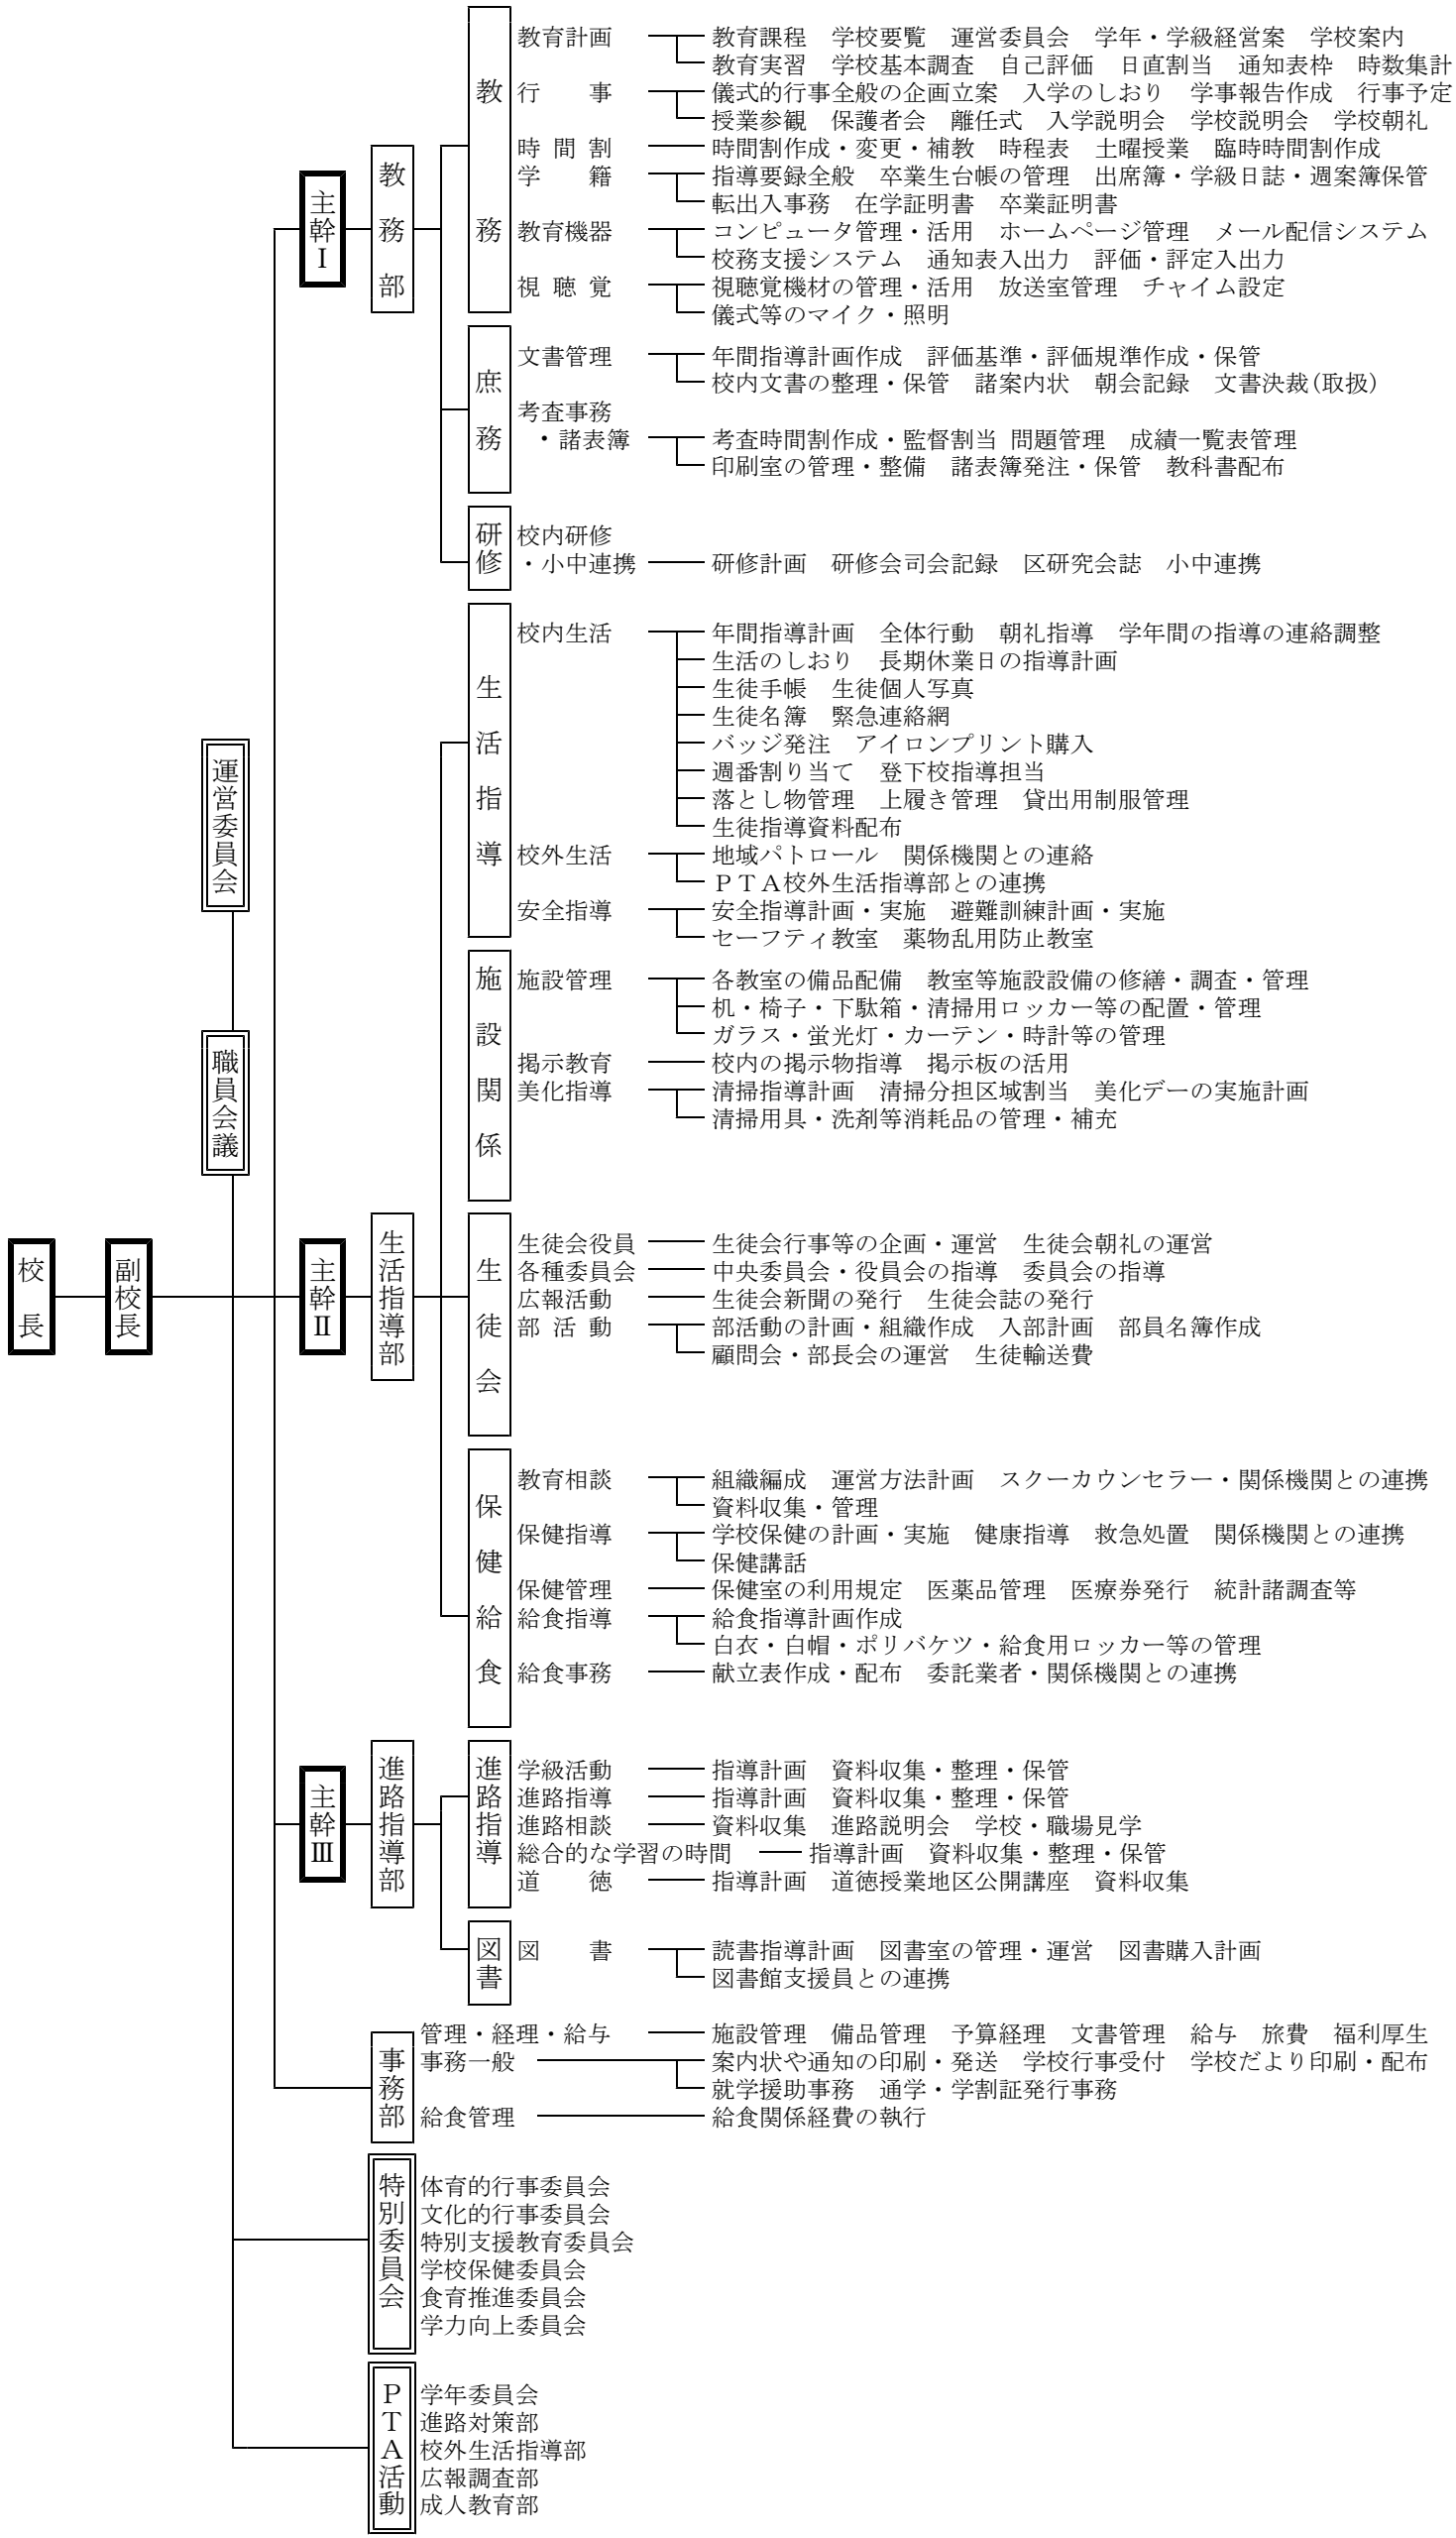 校長
副校長
運営委員会
職員会議
主幹Ⅰ
教務部
教務
教育計画 教育課程 学校要覧 運営委員会 学年・学級経営案 学校案内
教育実習 学校基本調査 自己評価 日直割当 通知表枠 時数集計
行事 儀式的行事全般の企画立案 入学のしおり 学事報告作成 行事予定
授業参観 保護者会 離任式 入学説明会 学校説明会 学校朝礼
時間割 時間割作成・変更・補教 時程表 土曜授業 臨時時間割作成
学籍 指導要録全般 卒業生台帳の管理 出席簿・学級日誌・週案簿保管
転出入事務 在学証明書 卒業証明書
教育機器 コンピュータ管理・活用 ホームページ管理 メール配信システム
校務支援システム 通知表入出力 評価・評定入出力
視聴覚 視聴覚機材の管理・活用 放送室管理 チャイム設定
儀式等のマイク・照明
庶務
文書管理 年間指導計画作成 評価基準・評価規準作成・保管
校内文書の整理・保管 諸案内状 朝会記録 文書決裁(取扱)
考査事務
・諸表簿 考査時間割作成・監督割当 問題管理 成績一覧表管理
印刷室の管理・整備 諸表簿発注・保管 教科書配布
研修
校内研修
・小中連携 研修計画 研修会司会記録 区研究会誌 小中連携
主幹Ⅱ
生活指導部
生活指導
校内生活 年間指導計画 全体行動 朝礼指導 学年間の指導の連絡調整
生活のしおり 長期休業日の指導計画
生徒手帳 生徒個人写真
生徒名簿 緊急連絡網
バッジ発注 アイロンプリント購入
週番割り当て 登下校指導担当
落とし物管理 上履き管理 貸出用制服管理
生徒指導資料配布
校外生活 地域パトロール 関係機関との連絡
ＰＴＡ校外生活指導部との連携
安全指導 安全指導計画・実施 避難訓練計画・実施
セーフティ教室 薬物乱用防止教室
施設関係
施設管理 各教室の備品配備 教室等施設設備の修繕・調査・管理
机・椅子・下駄箱・清掃用ロッカー等の配置・管理
ガラス・蛍光灯・カーテン・時計等の管理
掲示教育 校内の掲示物指導 掲示板の活用
美化指導 清掃指導計画 清掃分担区域割当 美化デーの実施計画
清掃用具・洗剤等消耗品の管理・補充
生徒会
生徒会役員 生徒会行事等の企画・運営 生徒会朝礼の運営
各種委員会 中央委員会・役員会の指導 委員会の指導
広報活動 生徒会新聞の発行 生徒会誌の発行
部活動 部活動の計画・組織作成 入部計画 部員名簿作成
顧問会・部長会の運営 生徒輸送費
保健給食
教育相談 組織編成 運営方法計画 スクーカウンセラー・関係機関との連携
資料収集・管理
保健指導 学校保健の計画・実施 健康指導 救急処置 関係機関との連携
保健講話
保健管理 保健室の利用規定 医薬品管理 医療券発行 統計諸調査等
給食指導 給食指導計画作成
白衣・白帽・ポリバケツ・給食用ロッカー等の管理
給食事務 献立表作成・配布 委託業者・関係機関との連携
主幹Ⅲ
進路指導部
進路指導
学級活動 指導計画 資料収集・整理・保管
進路指導 指導計画 資料収集・整理・保管
進路相談 資料収集 進路説明会 学校・職場見学
総合的な学習の時間 指導計画 資料収集・整理・保管
道徳 指導計画 道徳授業地区公開講座 資料収集
図書
図書 読書指導計画 図書室の管理・運営 図書購入計画
図書館支援員との連携
事務部
管理・経理・給与 施設管理 備品管理 予算経理 文書管理 給与 旅費 福利厚生
事務一般 案内状や通知の印刷・発送 学校行事受付 学校だより印刷・配布
就学援助事務 通学・学割証発行事務
給食管理 給食関係経費の執行
特別委員会
体育的行事委員会
文化的行事委員会
特別支援教育委員会
学校保健委員会
食育推進委員会
学力向上委員会
ＰＴＡ活動
学年委員会
進路対策部
校外生活指導部
広報調査部
成人教育部